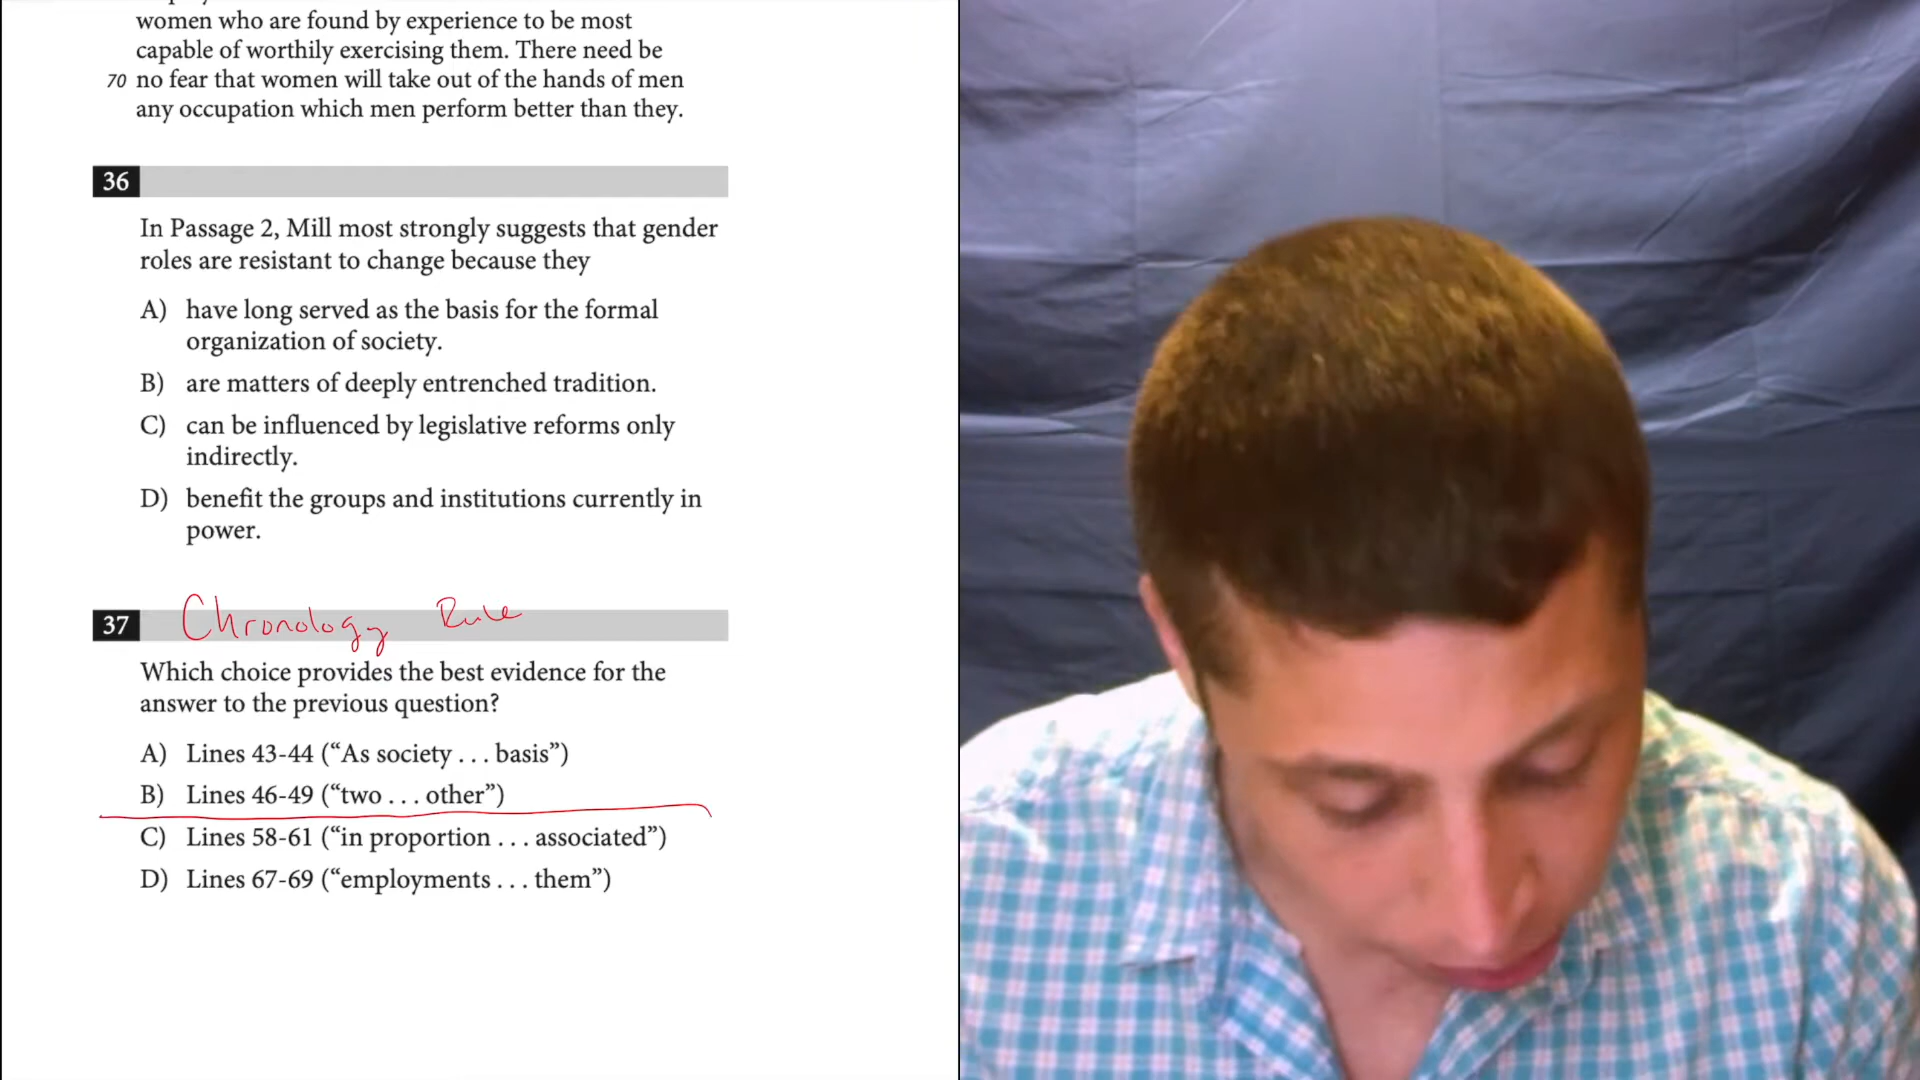 women who are found by experience to be most
capable of worthily exercising them. There need be
70 no fear that women will take out of the hands of men
any occupation which men perform better than they.
36
In Passage 2, Mill most strongly suggests that gender
roles are resistant to change because they
A) have long served as the basis for the formal
organization of society.
B) are matters of deeply entrenched tradition.
C) can be influenced by legislative reforms only
indirectly.
D) benefit the groups and institutions currently in
power.
37 Chronology Rule
Which choice provides the best evidence for the
answer to the previous question?
A) Lines 43-44 (“As society . . . basis”)
B) Lines 46-49 (“two . . . other”)
C) Lines 58-61 (“in proportion . . . associated”)
D) Lines 67-69 (“employments . . . them”)